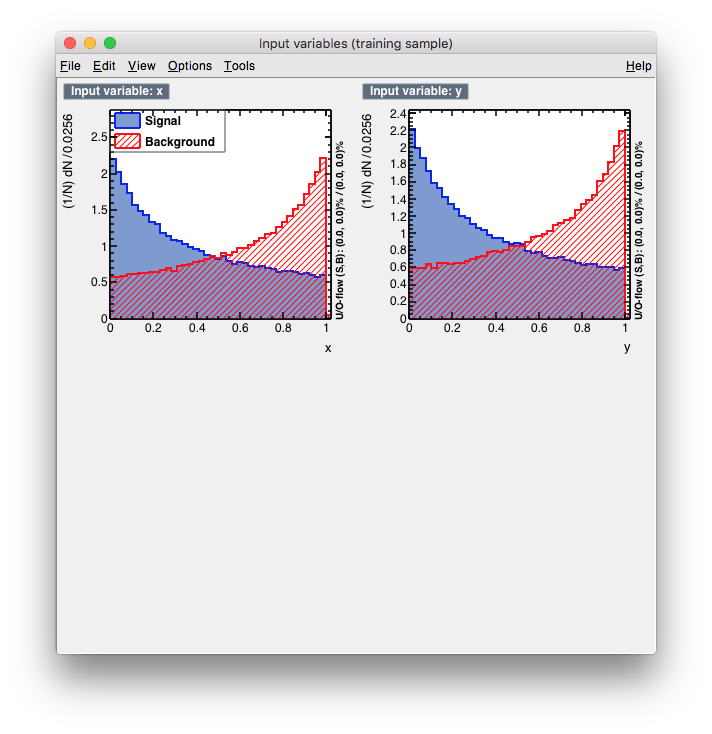 Input variables (training sample)
File Edit View Options Tools Help
Input variable: x
(1/N) dN / 0.0256
2.5
2
1.5
1
0.5
0
0 0.2 0.4 0.6 0.8 1
x
Signal
Background
U/O-flow (S,B): (0.0, 0.0)% / (0.0, 0.0)%
Input variable: y
(1/N) dN / 0.0256
2.4
2.2
2
1.8
1.6
1.4
1.2
1
0.8
0.6
0.4
0.2
0
0 0.2 0.4 0.6 0.8 1
y
U/O-flow (S,B): (0.0, 0.0)% / (0.0, 0.0)%